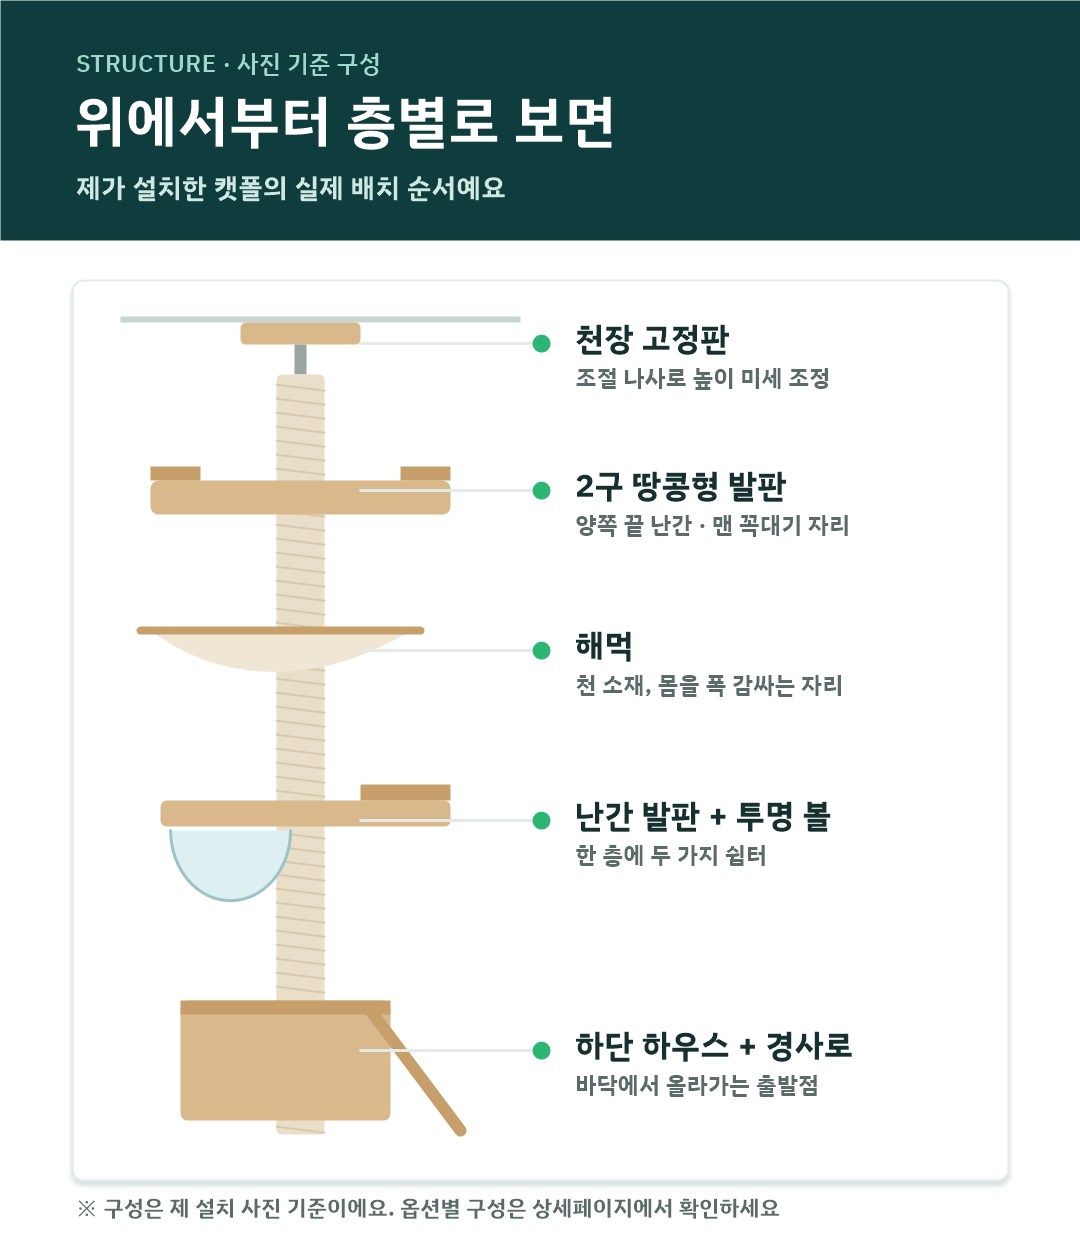 STRUCTURE · 사진 기준 구성
위에서부터 층별로 보면
제가 설치한 캣폴의 실제 배치 순서예요
천장 고정판
조절 나사로 높이 미세 조정
2구 땅콩형 발판
양쪽 끝 난간 · 맨 꼭대기 자리
해먹
천 소재, 몸을 폭 감싸는 자리
난간 발판 + 투명 볼
한 층에 두 가지 쉼터
하단 하우스 + 경사로
바닥에서 올라가는 출발점
※ 구성은 제 설치 사진 기준이에요. 옵션별 구성은 상세페이지에서 확인하세요